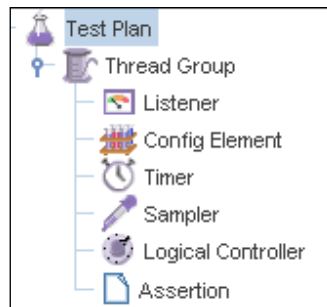 Test Plan
Thread Group
Listener
Config Element
Timer
Sampler
Logical Controller
Assertion